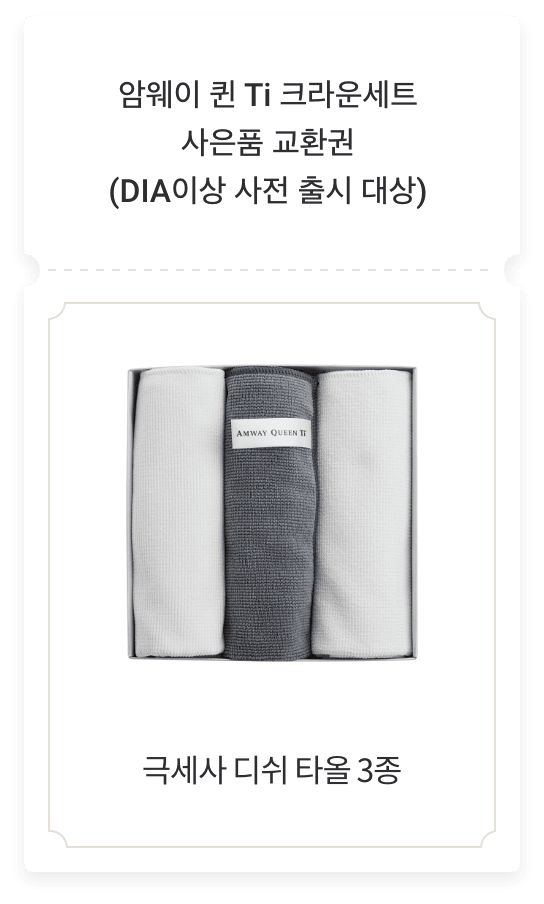 암웨이 퀸 Ti 크라운세트
사은품 교환권
(DIA이상 사전 출시 대상)
AMWAY QUEEN Ti
극세사 디쉬 타올 3종